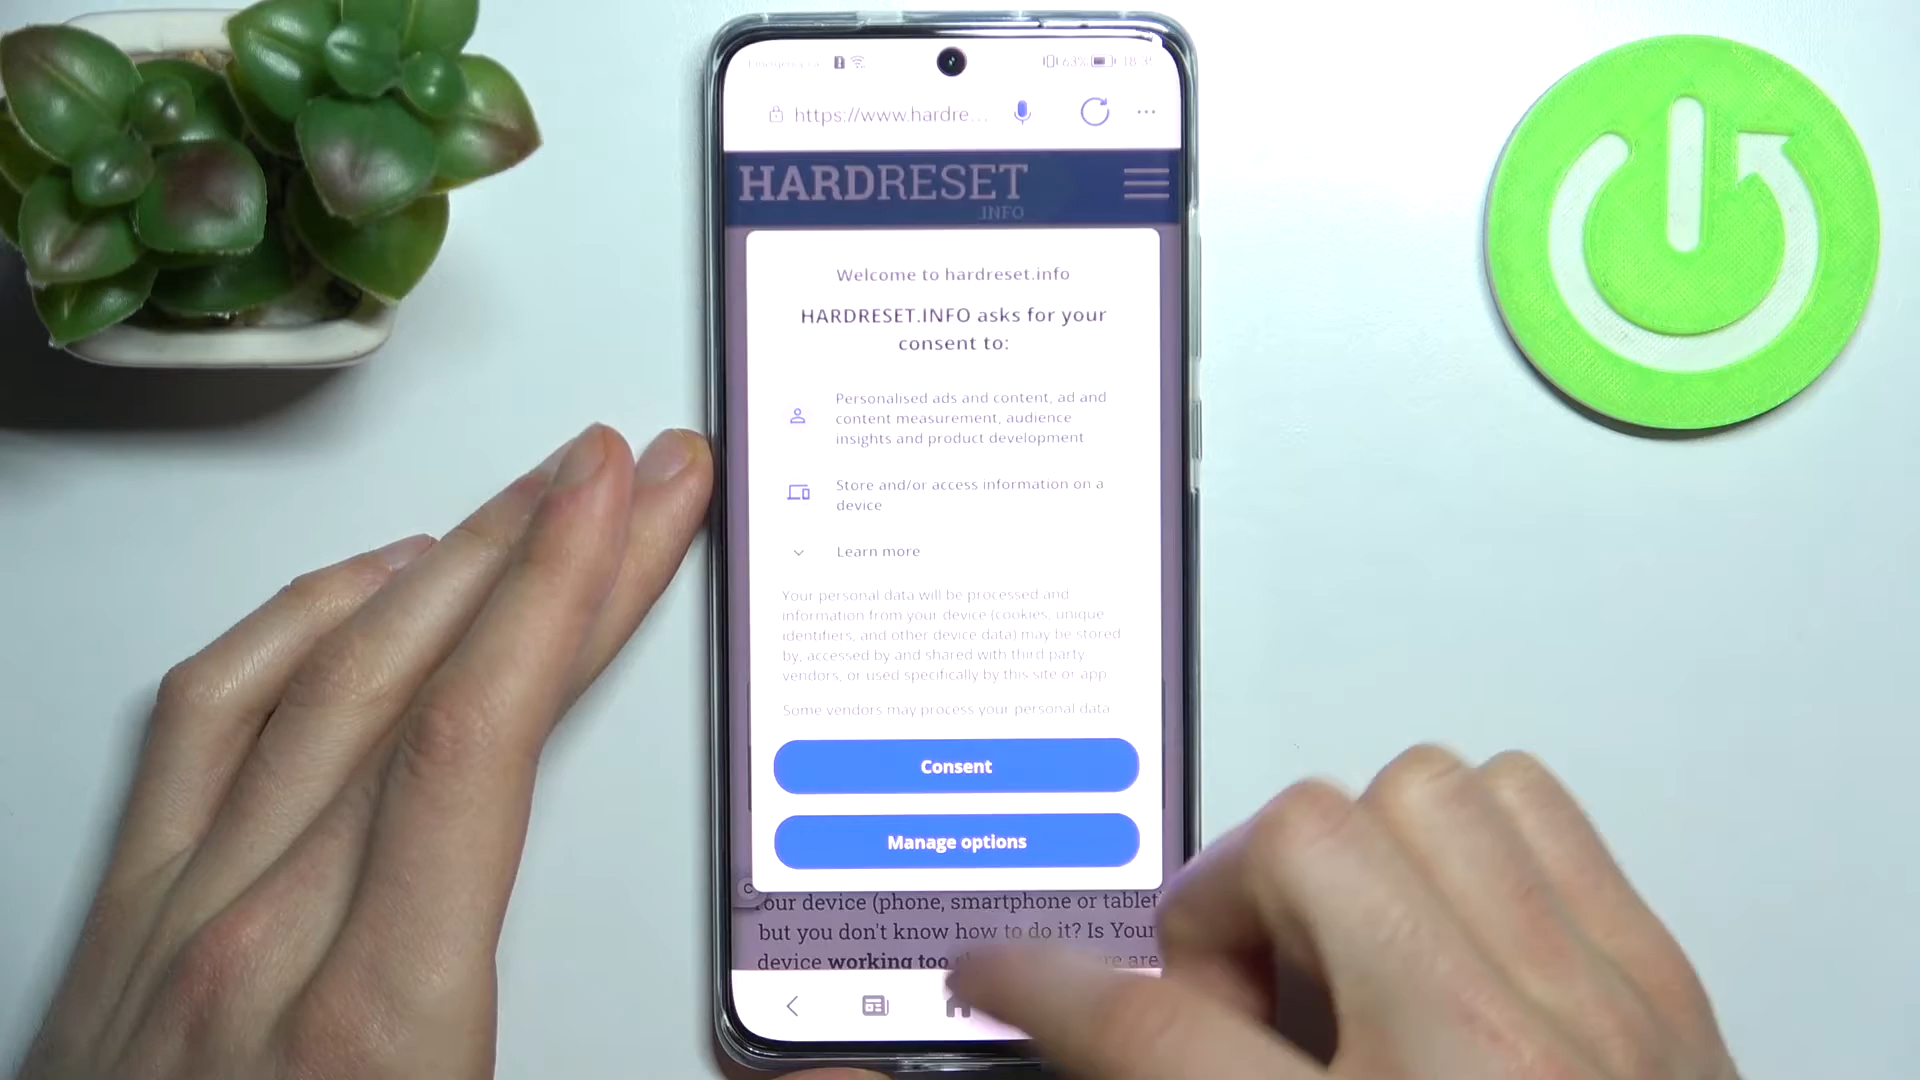 63%
https://www.hardre...
HARDRESET
.INFO
Welcome to hardreset.info
HARDRESET.INFO asks for your
consent to:
Personalised ads and content, ad and
content measurement, audience
insights and product development
Store and/or access information on a
device
Learn more
Your personal data will be processed and
information from your device (cookies, unique
identifiers, and other device data) may be stored
by, accessed by and shared with third party
vendors, or used specifically by this site or app.
Some vendors may process your personal data
Consent
Manage options
Your device (phone, smartphone or tablet)
but you don't know how to do it? Is Your
device working too are